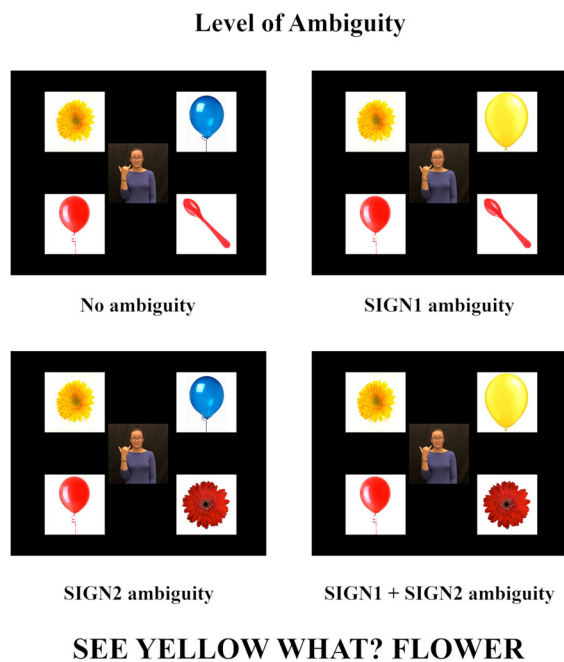 Level of Ambiguity
No ambiguity
SIGN1 ambiguity
SIGN2 ambiguity
SIGN1 + SIGN2 ambiguity
SEE YELLOW WHAT? FLOWER